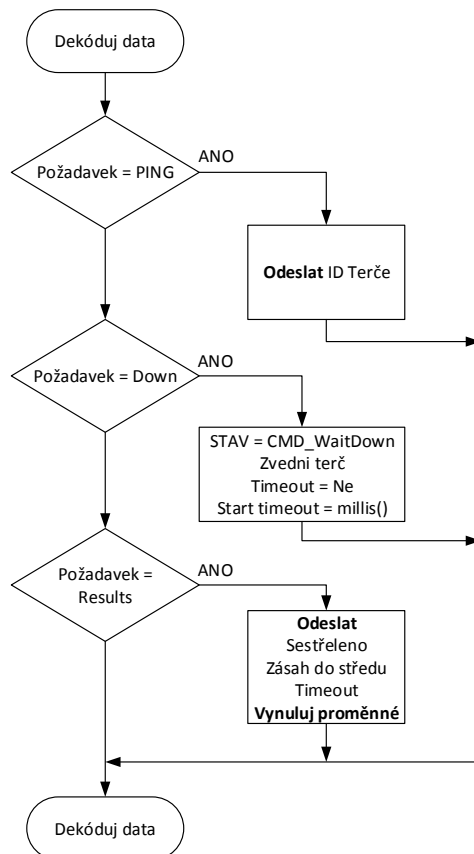 Dekóduj data
Požadavek = PING
ANO
Odeslat ID Terče
Požadavek = Down
ANO
STAV = CMD_WaitDown
Zvedni terč
Timeout = Ne
Start timeout = millis()
Požadavek =
Results
ANO
Odeslat
Sestřeleno
Zásah do středu
Timeout
Vynuluj proměnné
Dekóduj data